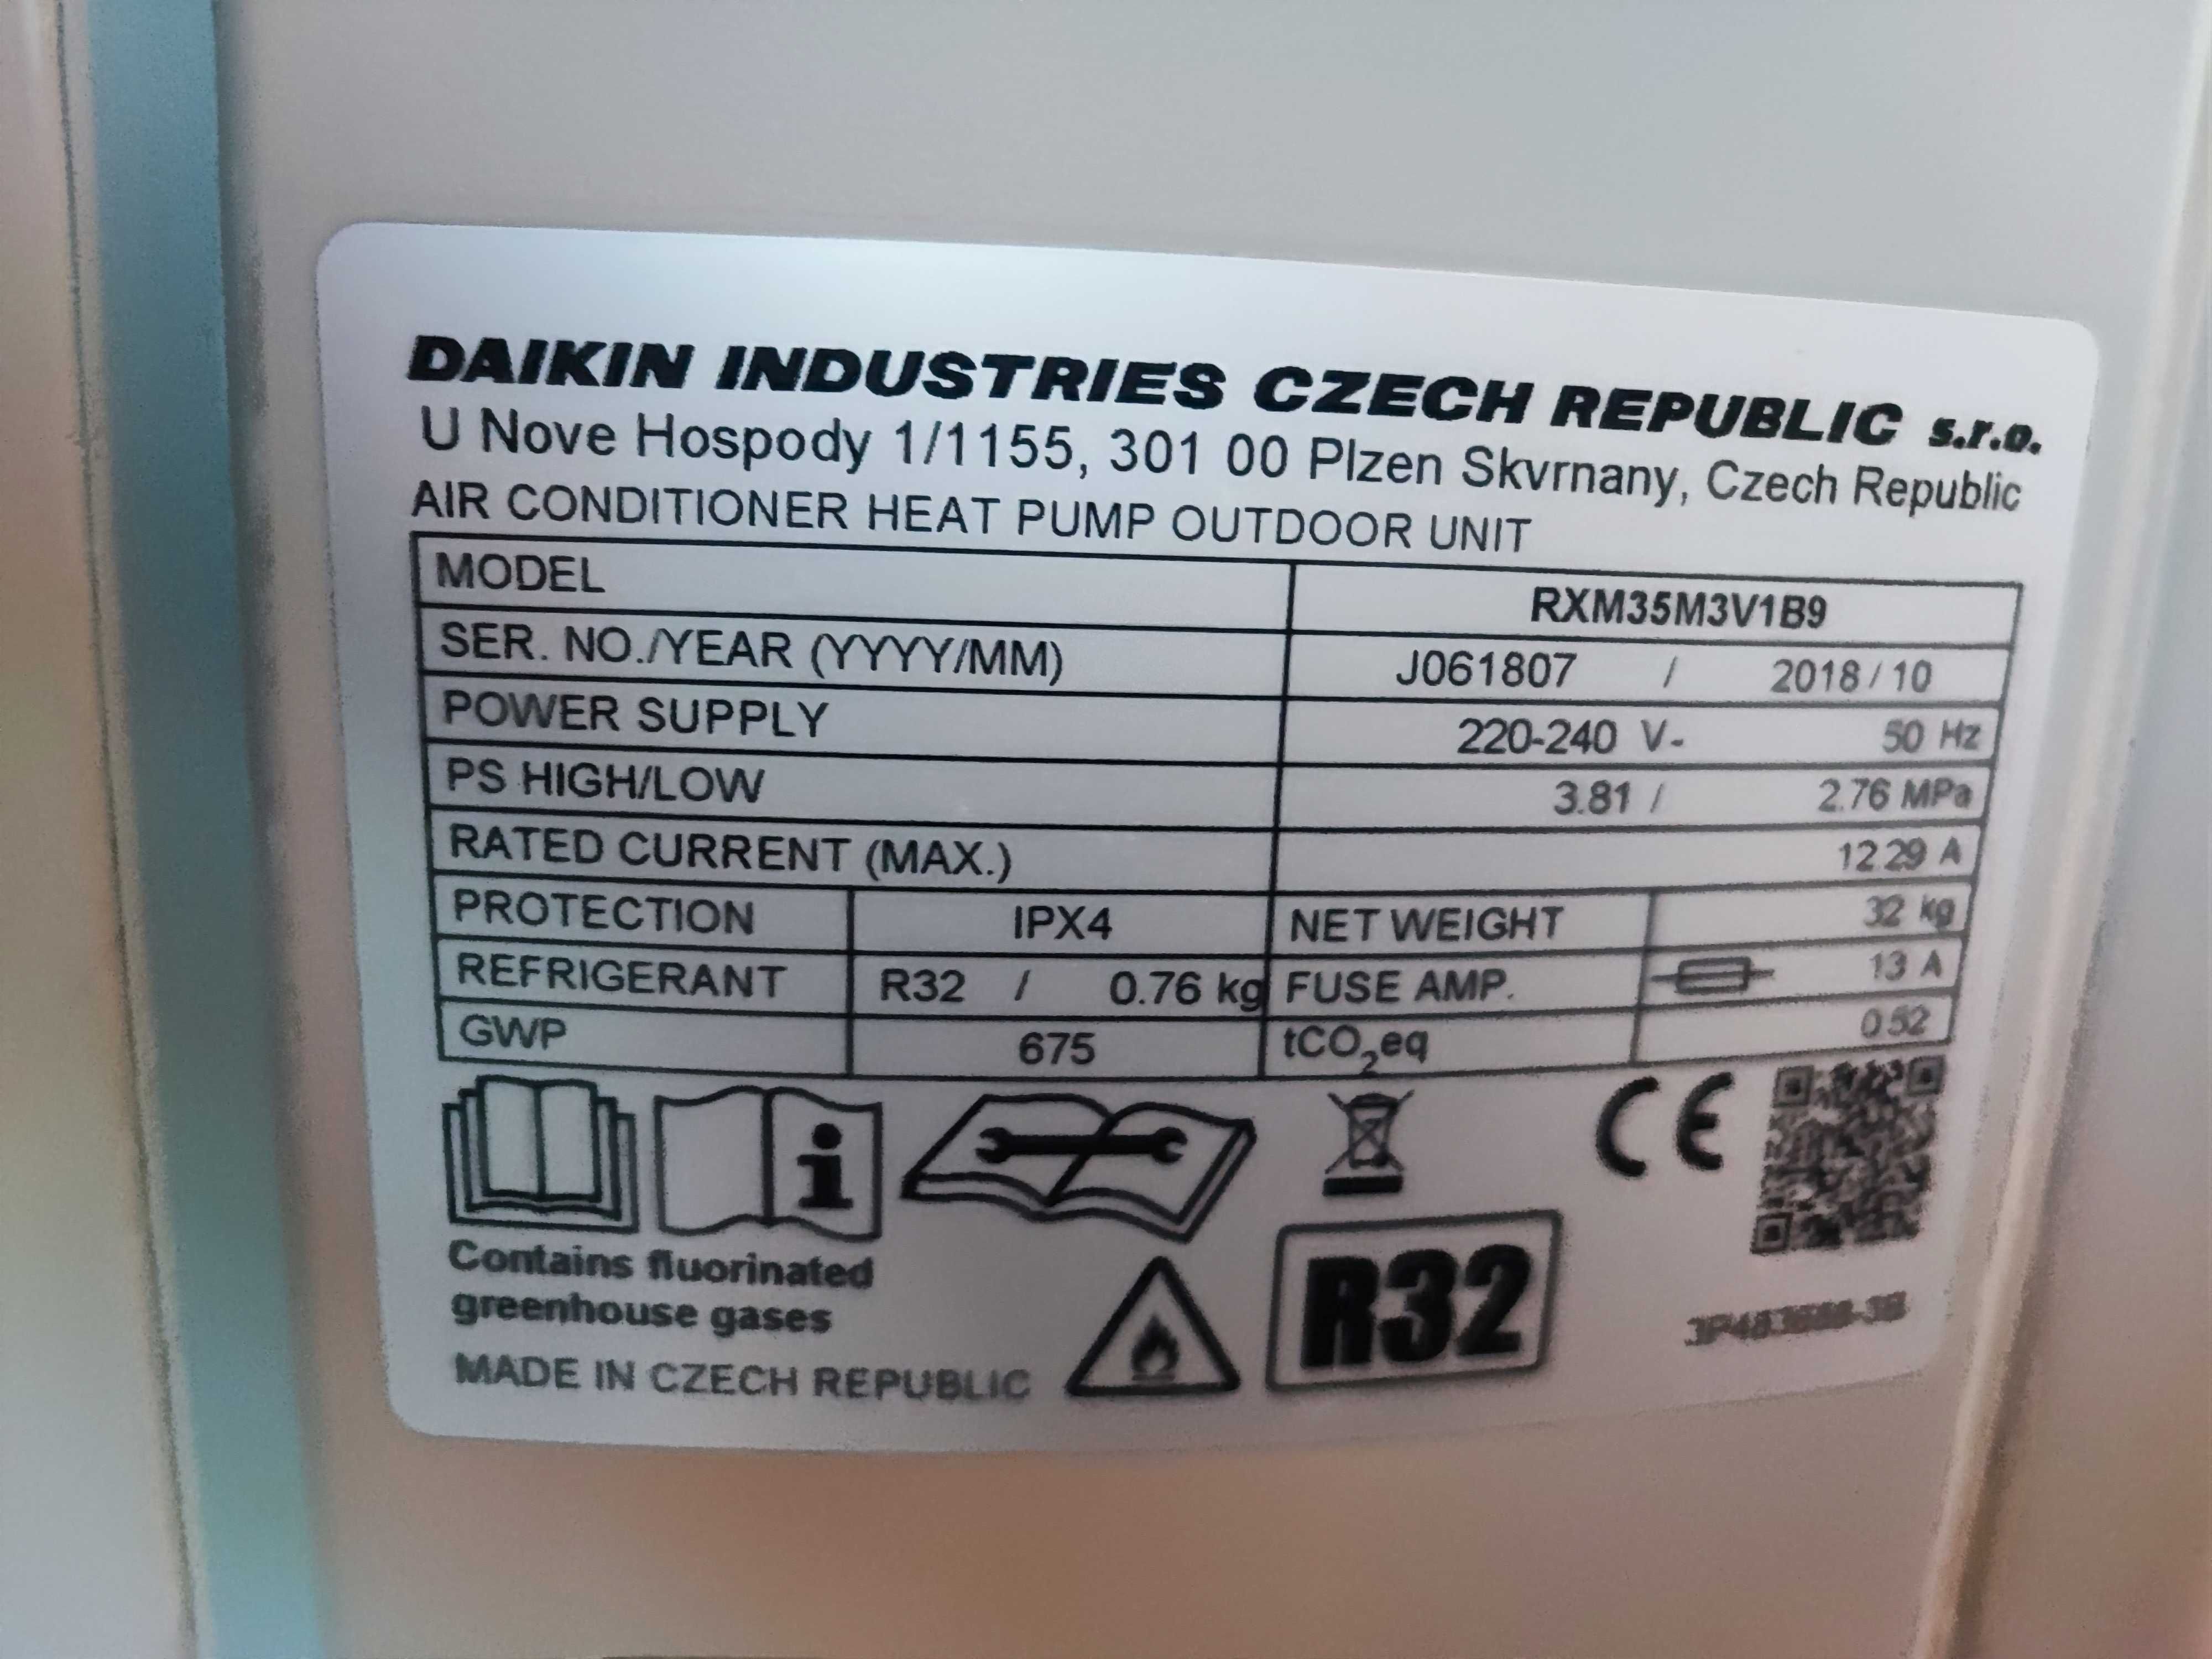 DAIKIN INDUSTRIES CZECH REPUBLIC s.r.o.
U Nove Hospody 1/1155, 301 00 Plzen Skvrnany, Czech Republic
AIR CONDITIONER HEAT PUMP OUTDOOR UNIT
MODEL RXM35M3V1B9
SER. NO./YEAR (YYYY/MM) J061807 / 2018/10
POWER SUPPLY 220-240 V~ 50 Hz
PS HIGH/LOW 3.81 / 2.76 MPa
RATED CURRENT (MAX.) 12.29 A
PROTECTION IPX4 NET WEIGHT 32 kg
REFRIGERANT R32 / 0.76 kg FUSE AMP. 13 A
GWP 675 tCO₂eq 0.52
i
CE
Contains fluorinated
greenhouse gases
R32
MADE IN CZECH REPUBLIC